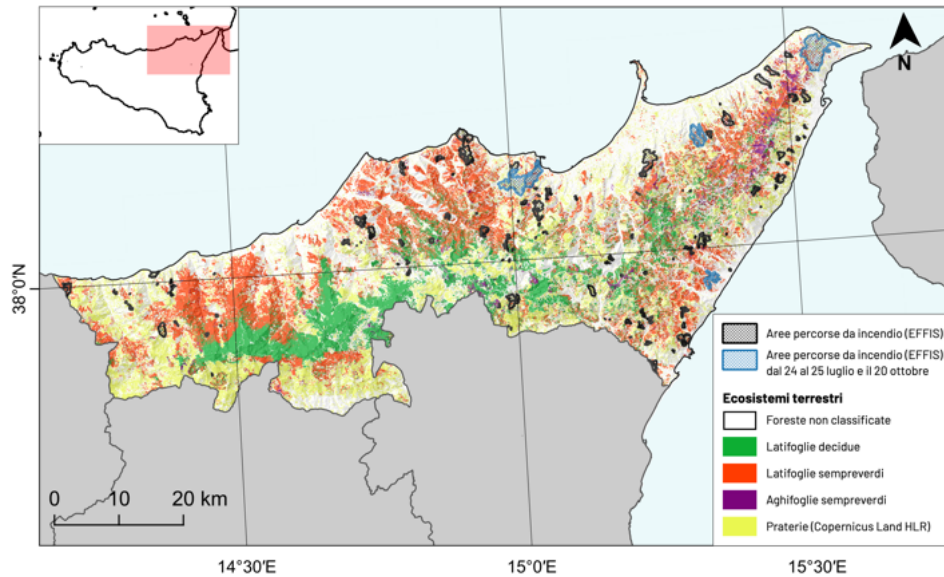 N
38°0'N
Aree percorse da incendio (EFFIS)
Aree percorse da incendio (EFFIS)
dal 24 al 25 luglio e il 20 ottobre
Ecosistemi terrestri
Foreste non classificate
Latifoglie decidue
Latifoglie sempreverdi
Aghifoglie sempreverdi
Praterie (Copernicus Land HLR)
0 10 20 km
14°30'E 15°0'E 15°30'E